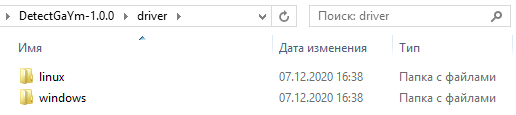 DetectGaYm-1.0.0 driver Поиск: driver
Имя Дата изменения Тип
linux 07.12.2020 16:38 Папка с файлами
windows 07.12.2020 16:38 Папка с файлами